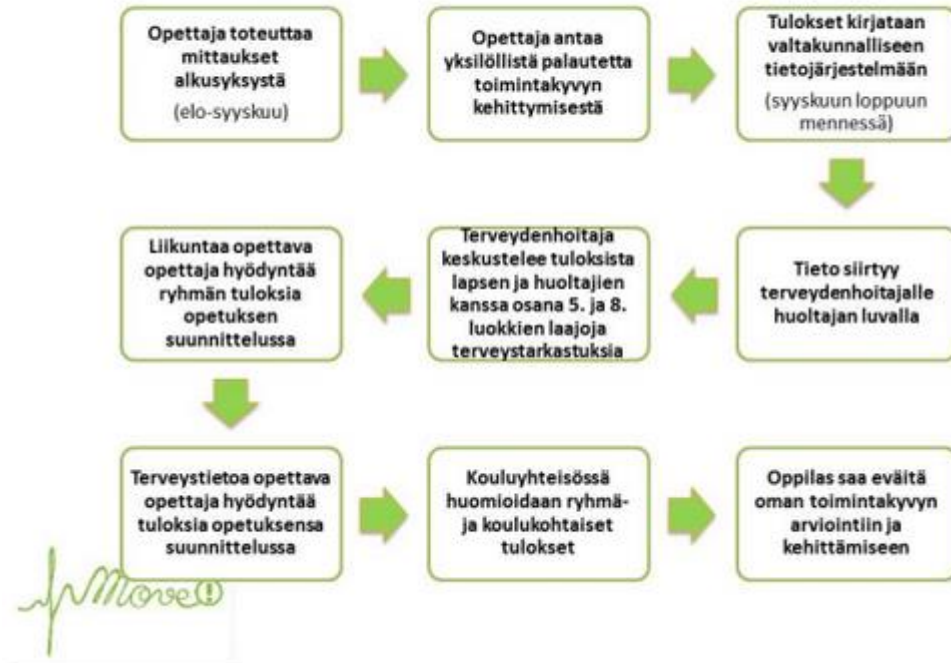 Opettaja toteuttaa
mittaukset
alkusyksystä
(elo-syyskuu)
Opettaja antaa
yksilöllistä palautetta
toimintakyvyn
kehittymisestä
Tulokset kirjataan
valtakunnalliseen
tietojärjestelmään
(syyskuun loppuun
mennessä)
Tieto siirtyy
terveydenhoitajalle
huoltajan luvalla
Terveydenhoitaja
keskustelee tuloksista
lapsen ja huoltajien
kanssa osana 5. ja 8.
luokkien laajoja
terveystarkastuksia
Liikuntaa opettava
opettaja hyödyntää
ryhmän tuloksia
opetuksen
suunnittelussa
Terveystietoa opettava
opettaja hyödyntää
tuloksia opetuksensa
suunnittelussa
Kouluyhteisössä
huomioidaan ryhmä-
ja koulukohtaiset
tulokset
Oppilas saa eväitä
oman toimintakyvyn
arviointiin ja
kehittämiseen
Move!